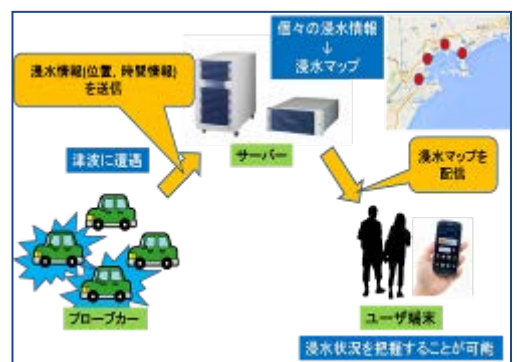 浸水情報(位置, 時間情報)
を送信
個々の浸水情報
↓
浸水マップ
サーバー
津波に遭遇
浸水マップを
配信
プローブカー
ユーザ端末
浸水状況を把握することが可能